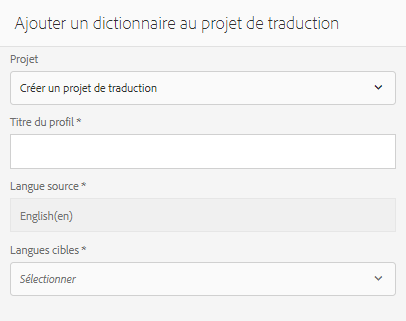 Ajouter un dictionnaire au projet de traduction
Projet
Créer un projet de traduction
Titre du profil *
Langue source *
English(en)
Langues cibles *
Sélectionner